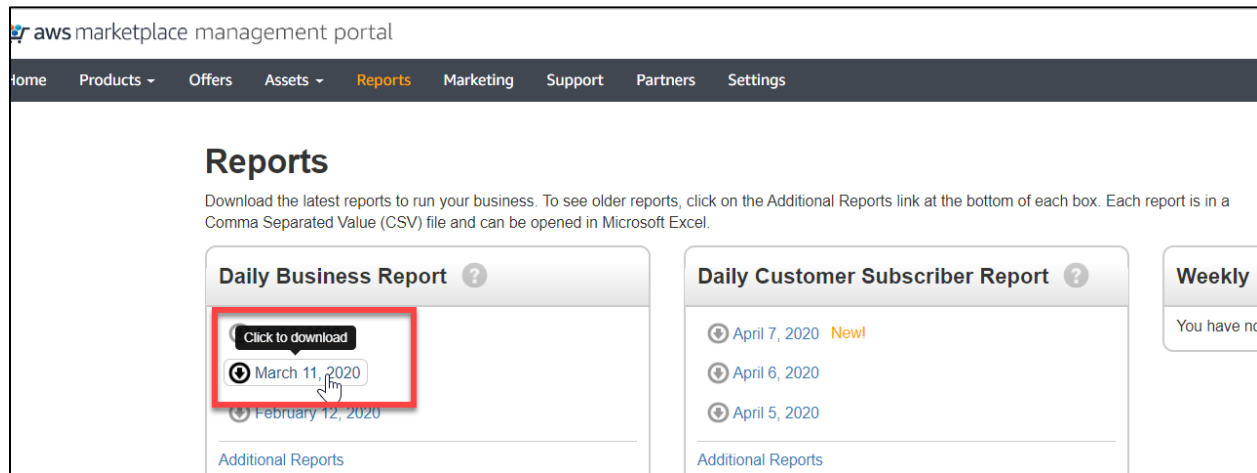 aws marketplace management portal
Home Products Offers Assets Reports Marketing Support Partners Settings
Reports
Download the latest reports to run your business. To see older reports, click on the Additional Reports link at the bottom of each box. Each report is in a
Comma Separated Value (CSV) file and can be opened in Microsoft Excel.
Daily Business Report ?
Click to download
March 11, 2020
February 12, 2020
Additional Reports
Daily Customer Subscriber Report ?
April 7, 2020 New!
April 6, 2020
April 5, 2020
Additional Reports
Weekly
You have